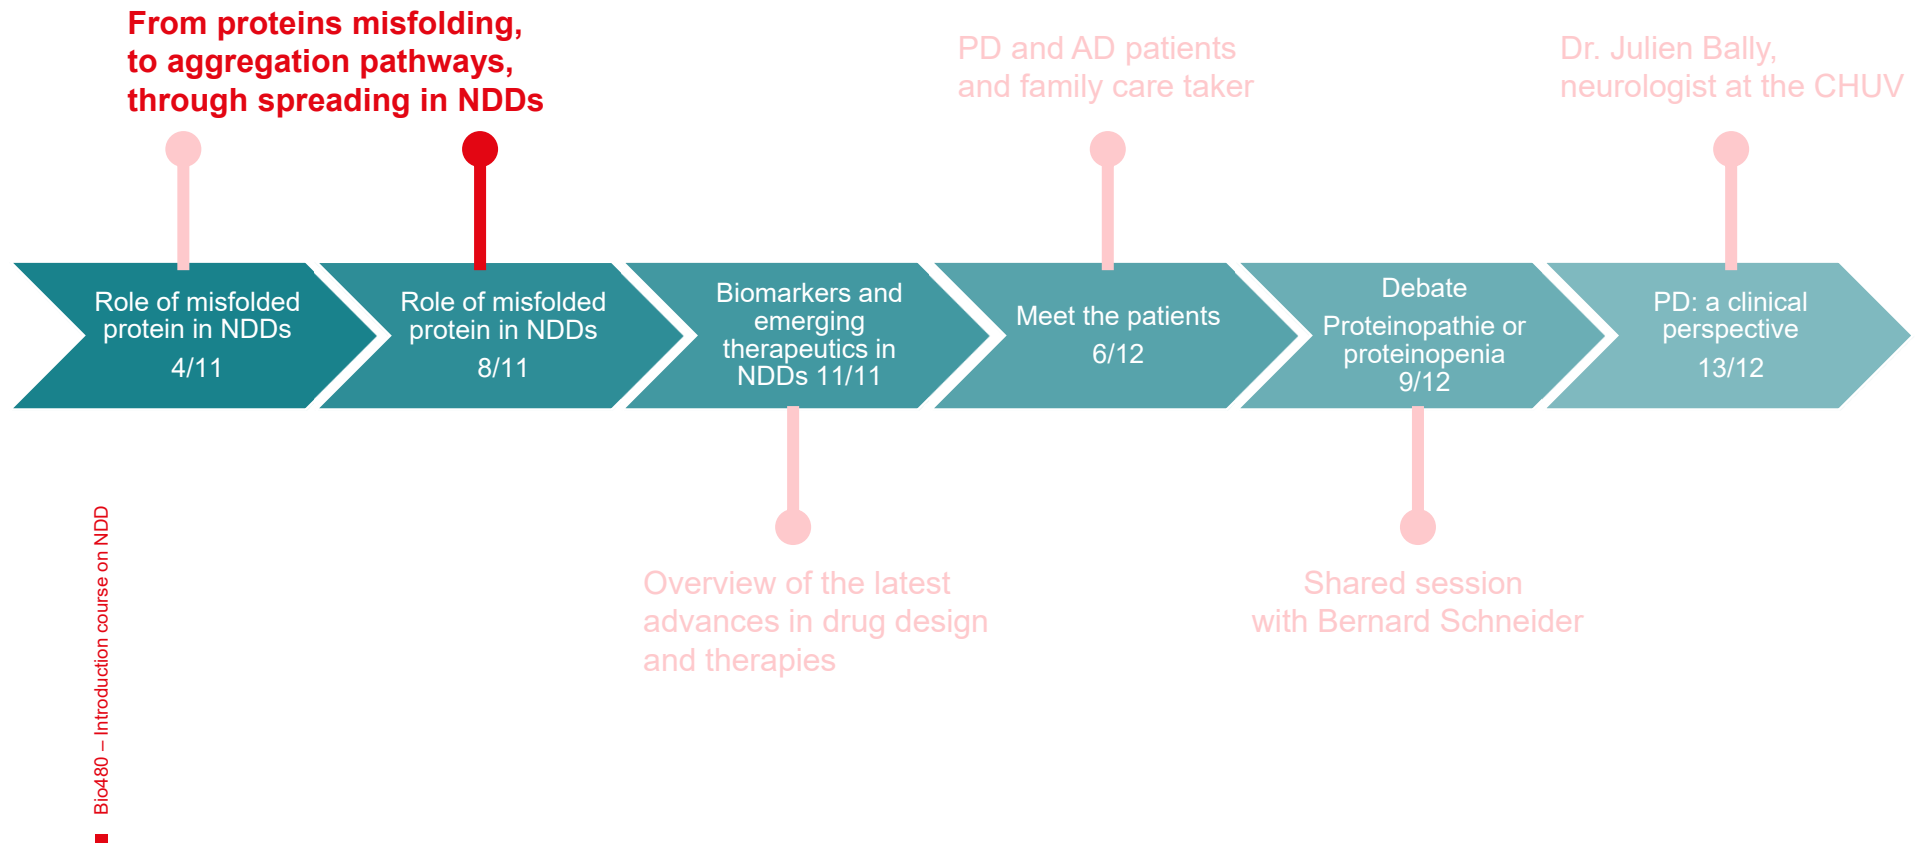 From proteins misfolding,
to aggregation pathways,
through spreading in NDDs
PD and AD patients
and family care taker
Dr. Julien Bally,
neurologist at the CHUV
Role of misfolded
protein in NDDs
4/11
Role of misfolded
protein in NDDs
8/11
Biomarkers and
emerging
therapeutics in
NDDs 11/11
Meet the patients
6/12
Debate
Proteinopathie or
proteinopenia
9/12
PD: a clinical
perspective
13/12
Overview of the latest
advances in drug design
and therapies
Shared session
with Bernard Schneider
Bio480 – Introduction course on NDD